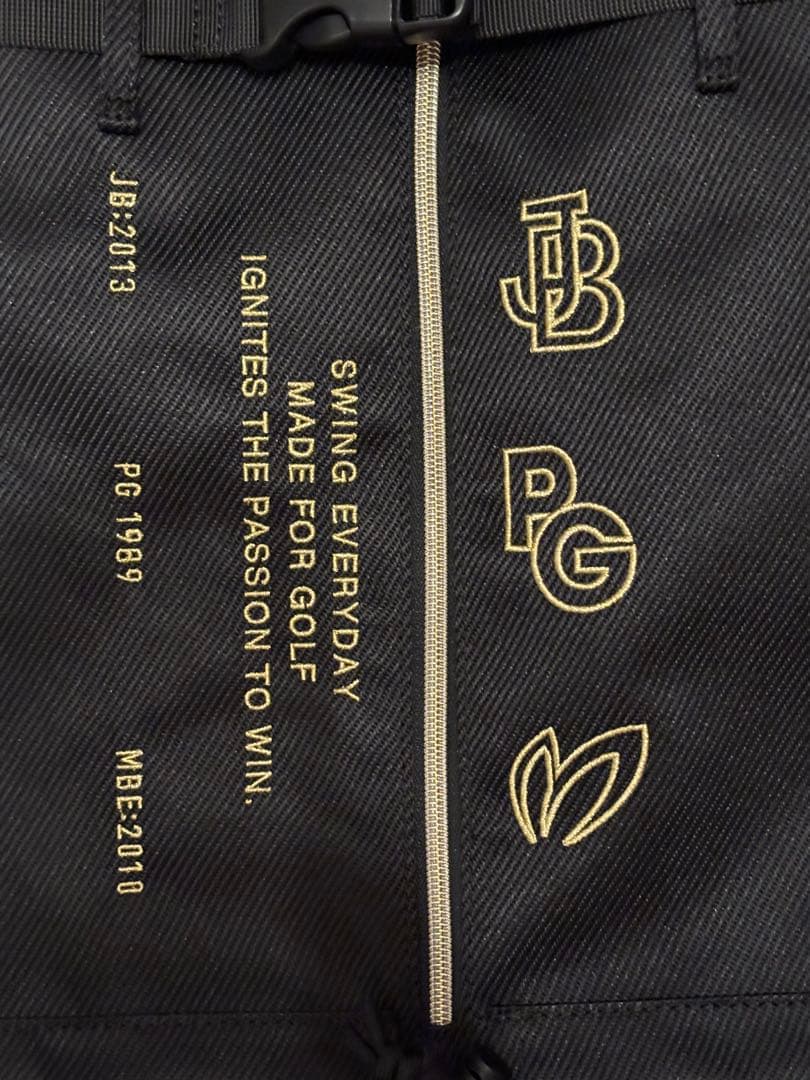 JB
PG
SWING EVERYDAY
MADE FOR GOLF
IGNITES THE PASSION TO WIN.
JB:2013
PG 1989
MBE:2010